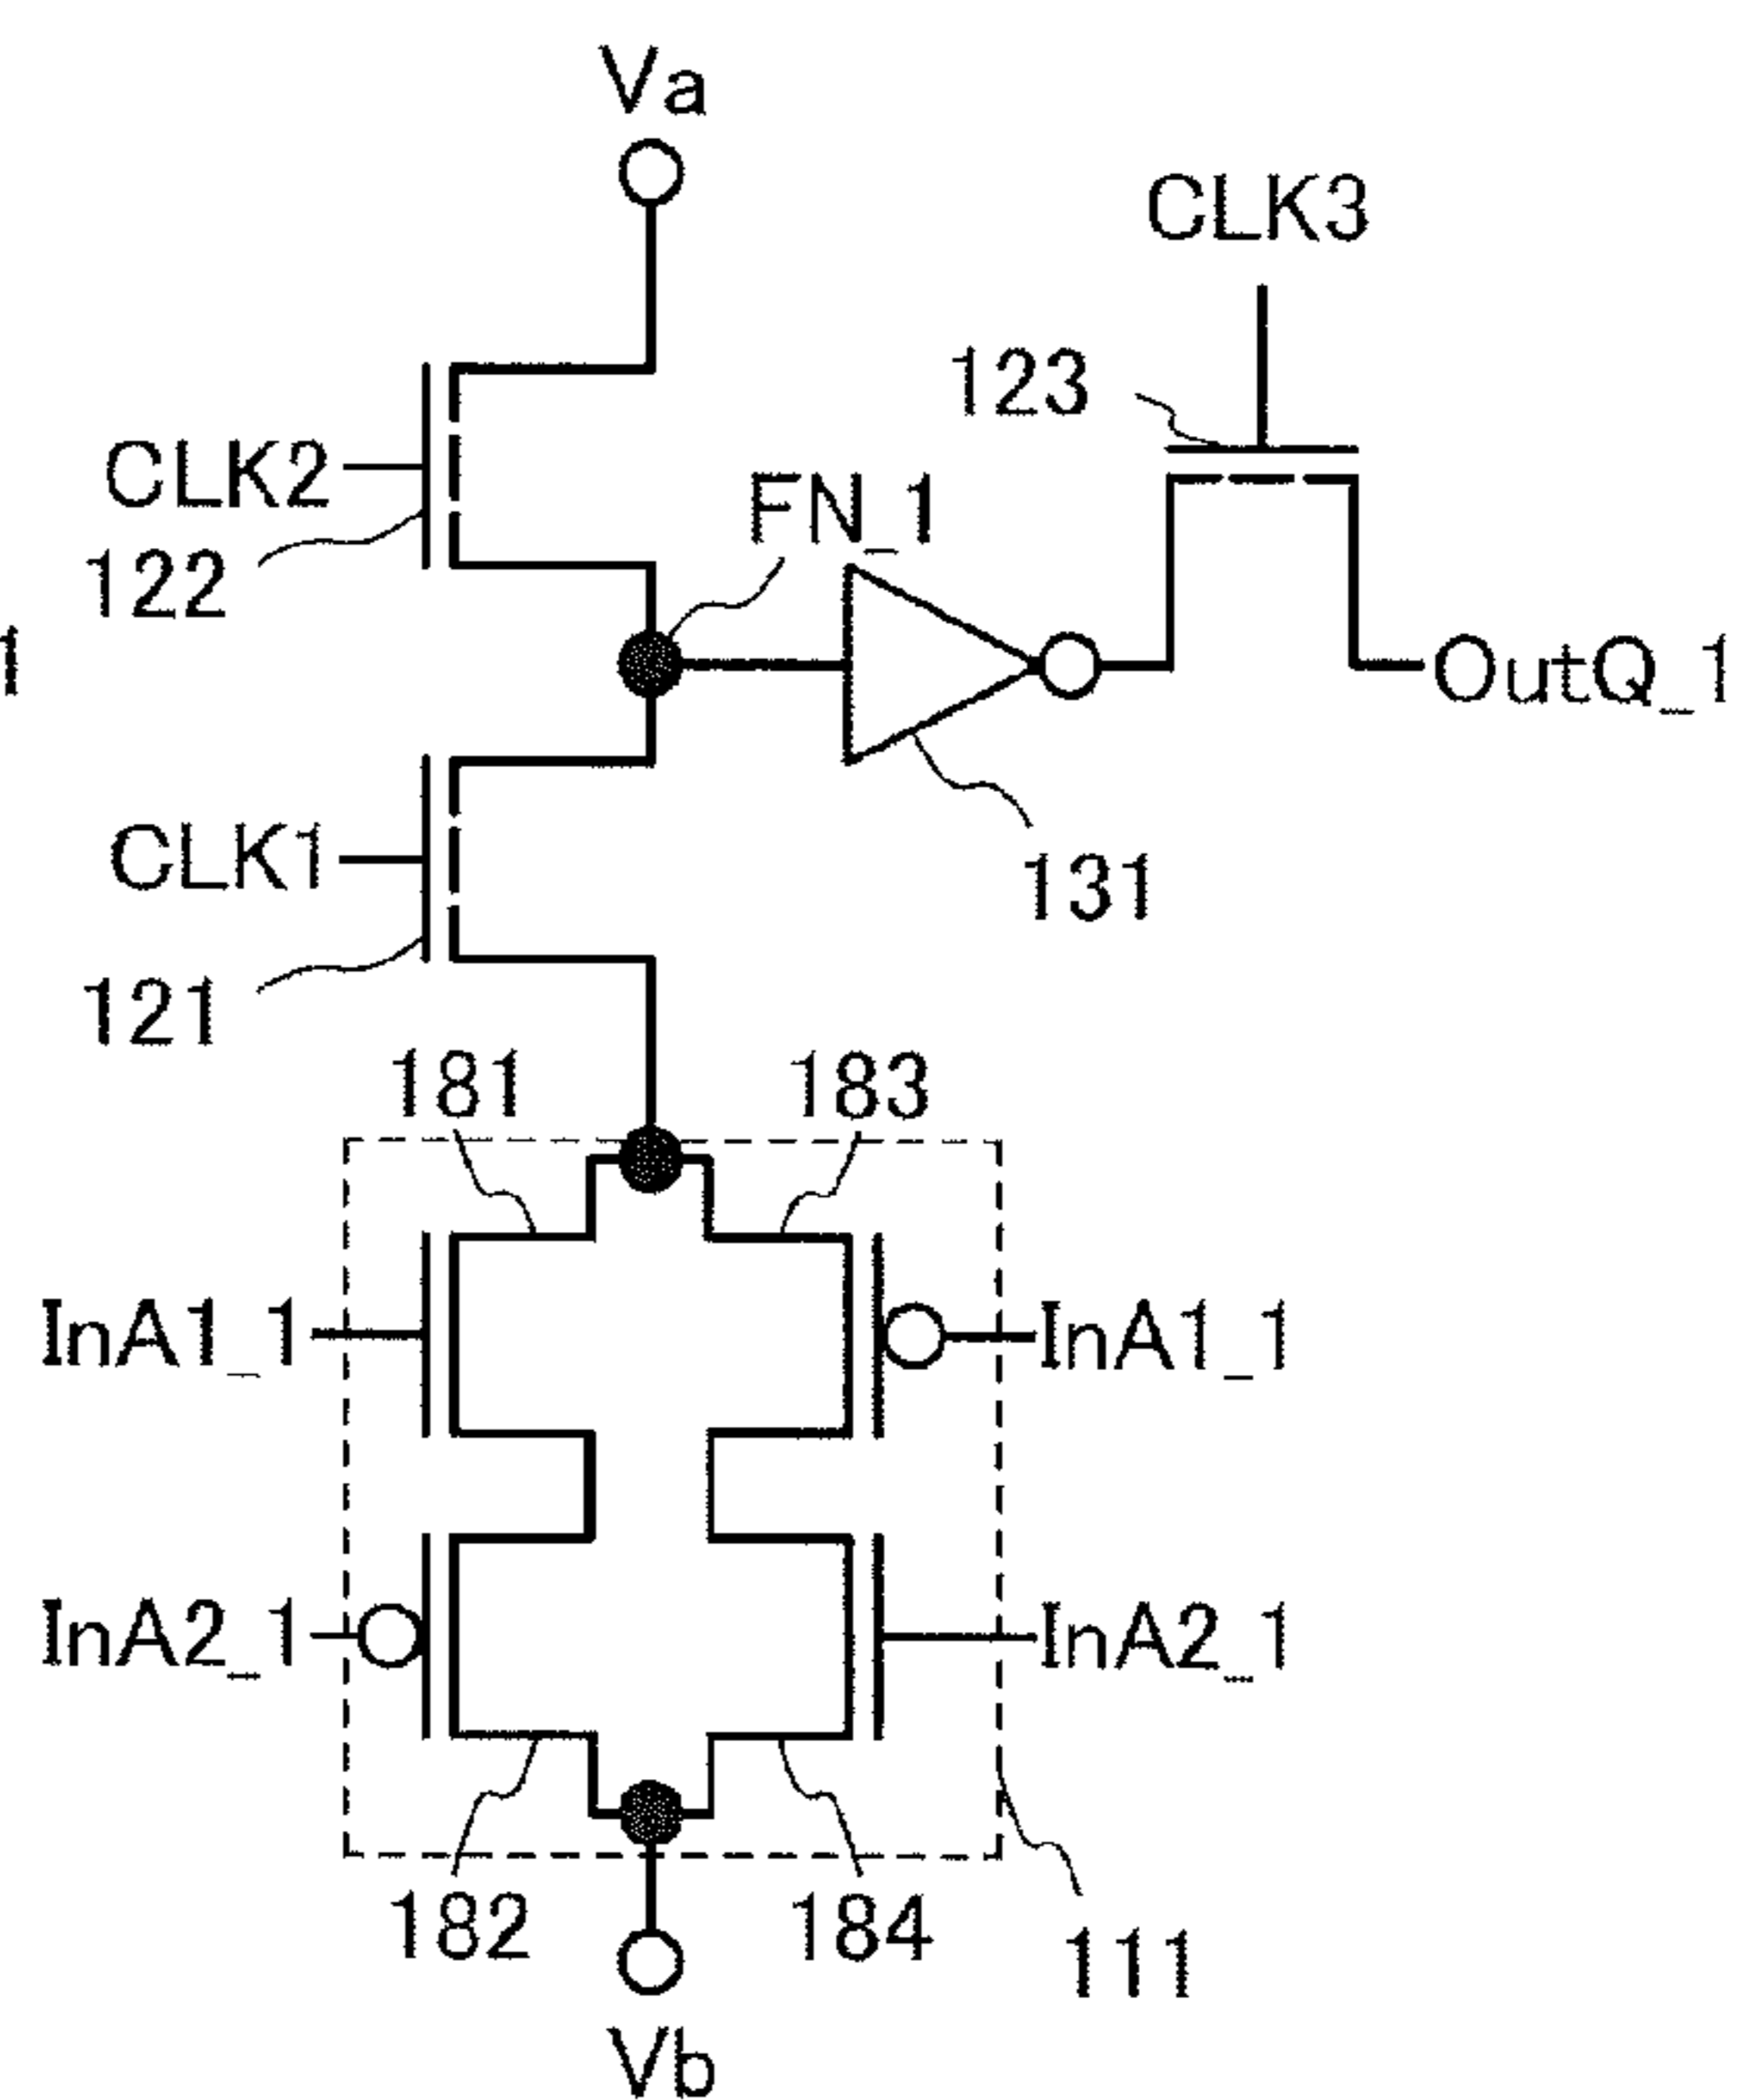 Va
CLK3
123
CLK2
FN_1
122
1
OutQ_1
CLK1
131
121
181
183
InA1_1
InA1_1
InA2_1
InA2_1
182
184
111
Vb